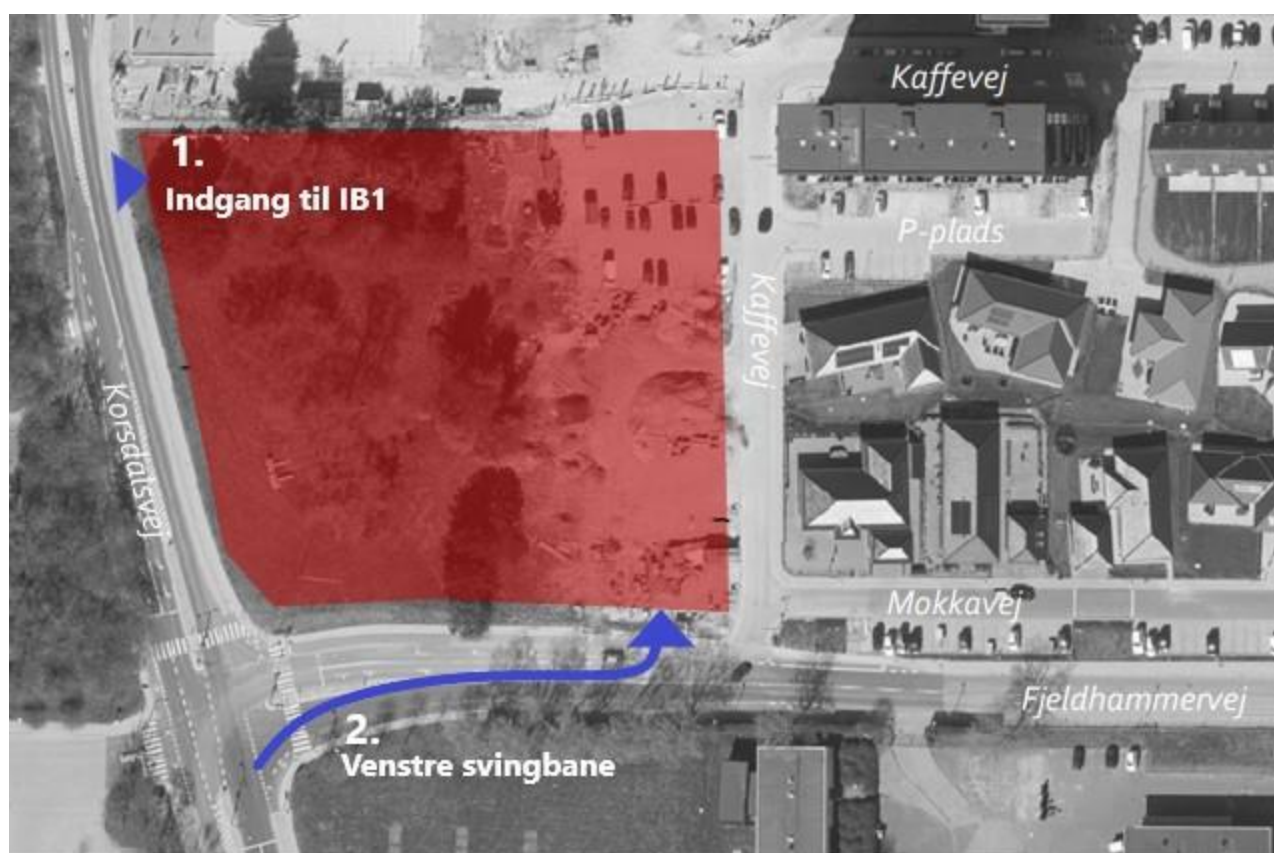 Kaffevej
1.
Indgang til IB1
P-plads
Kaffevej
Korsdalsvej
Mokkavej
Fjeldhammervej
2.
Venstre svingbane